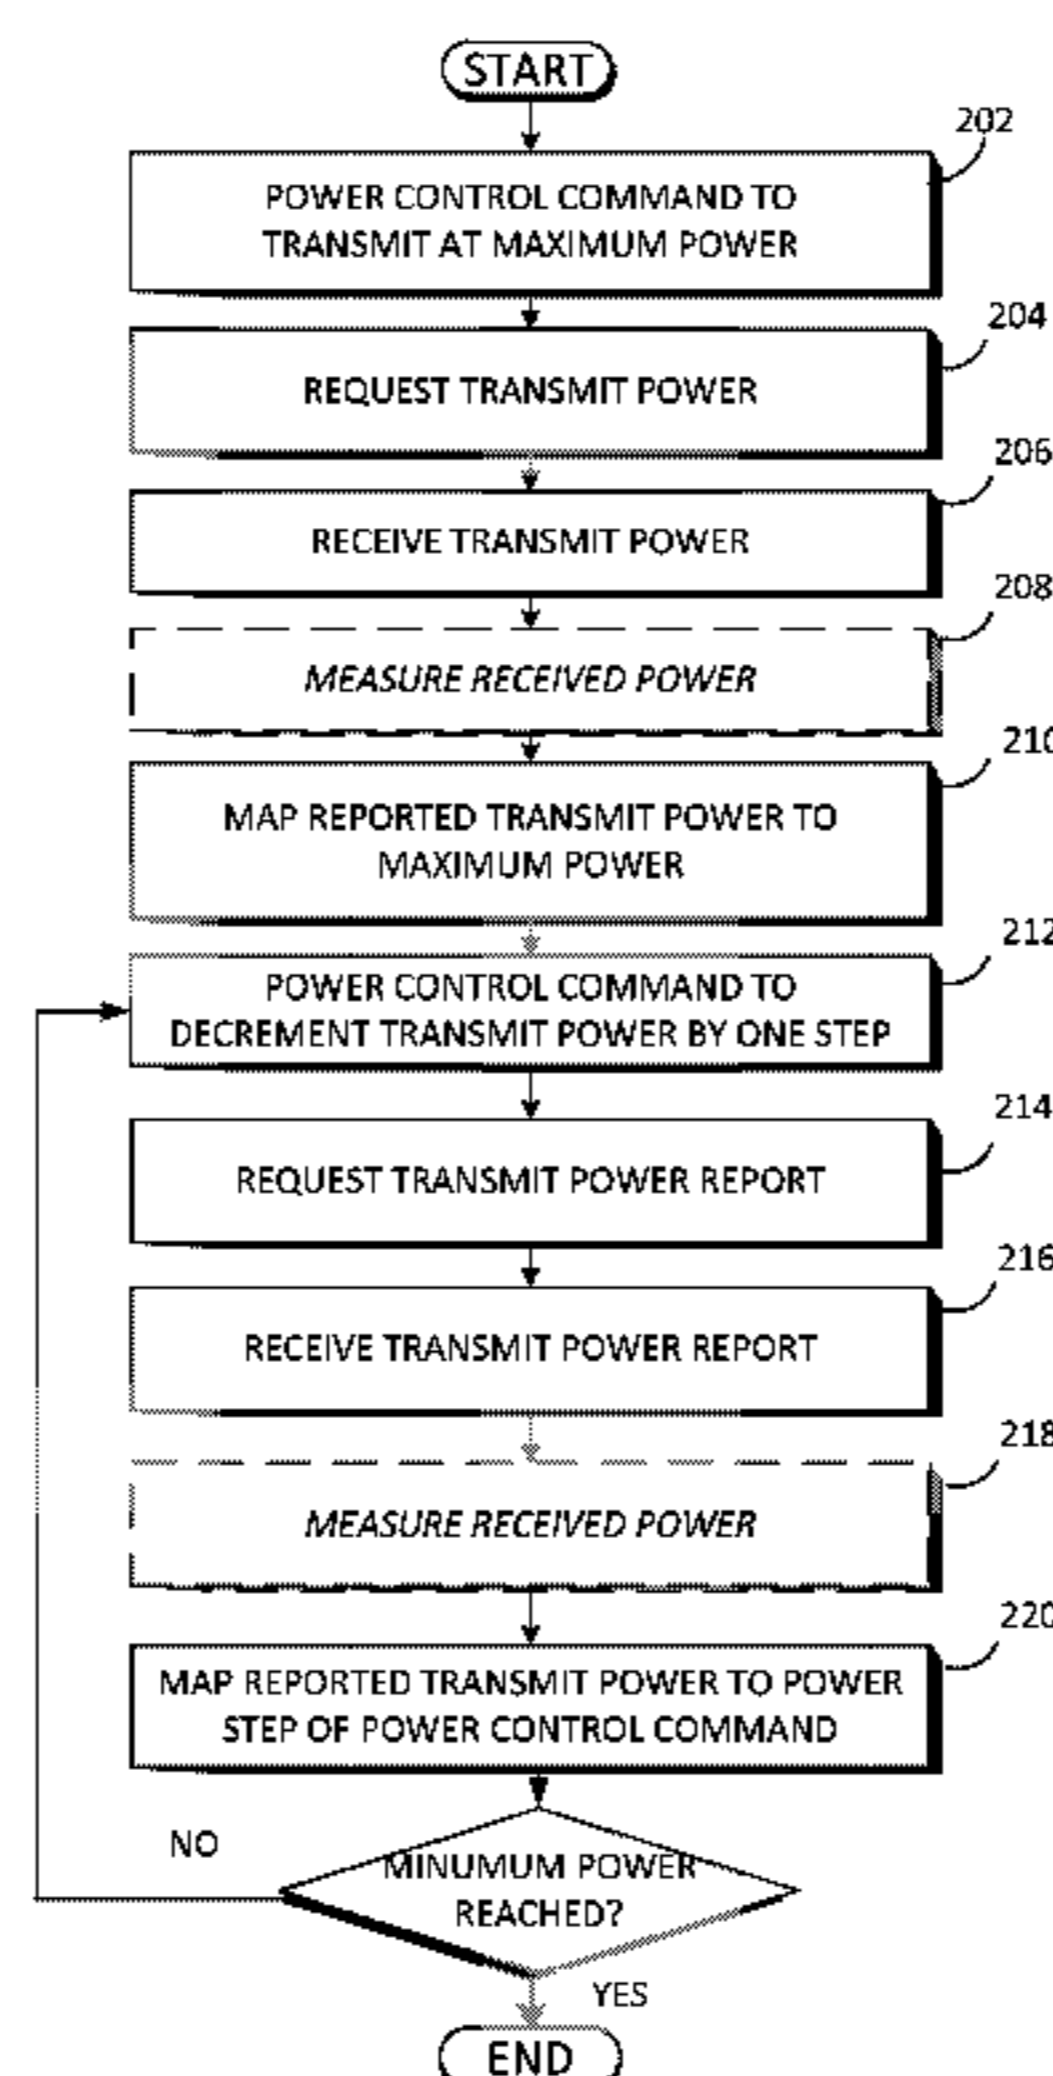 START
202
POWER CONTROL COMMAND TO
TRANSMIT AT MAXIMUM POWER
204
REQUEST TRANSMIT POWER
206
RECEIVE TRANSMIT POWER
208
MEASURE RECEIVED POWER
210
MAP REPORTED TRANSMIT POWER TO
MAXIMUM POWER
212
POWER CONTROL COMMAND TO
DECREMENT TRANSMIT POWER BY ONE STEP
214
REQUEST TRANSMIT POWER REPORT
216
RECEIVE TRANSMIT POWER REPORT
218
MEASURE RECEIVED POWER
220
MAP REPORTED TRANSMIT POWER TO POWER
STEP OF POWER CONTROL COMMAND
NO
MINUMUM POWER
REACHED?
YES
END